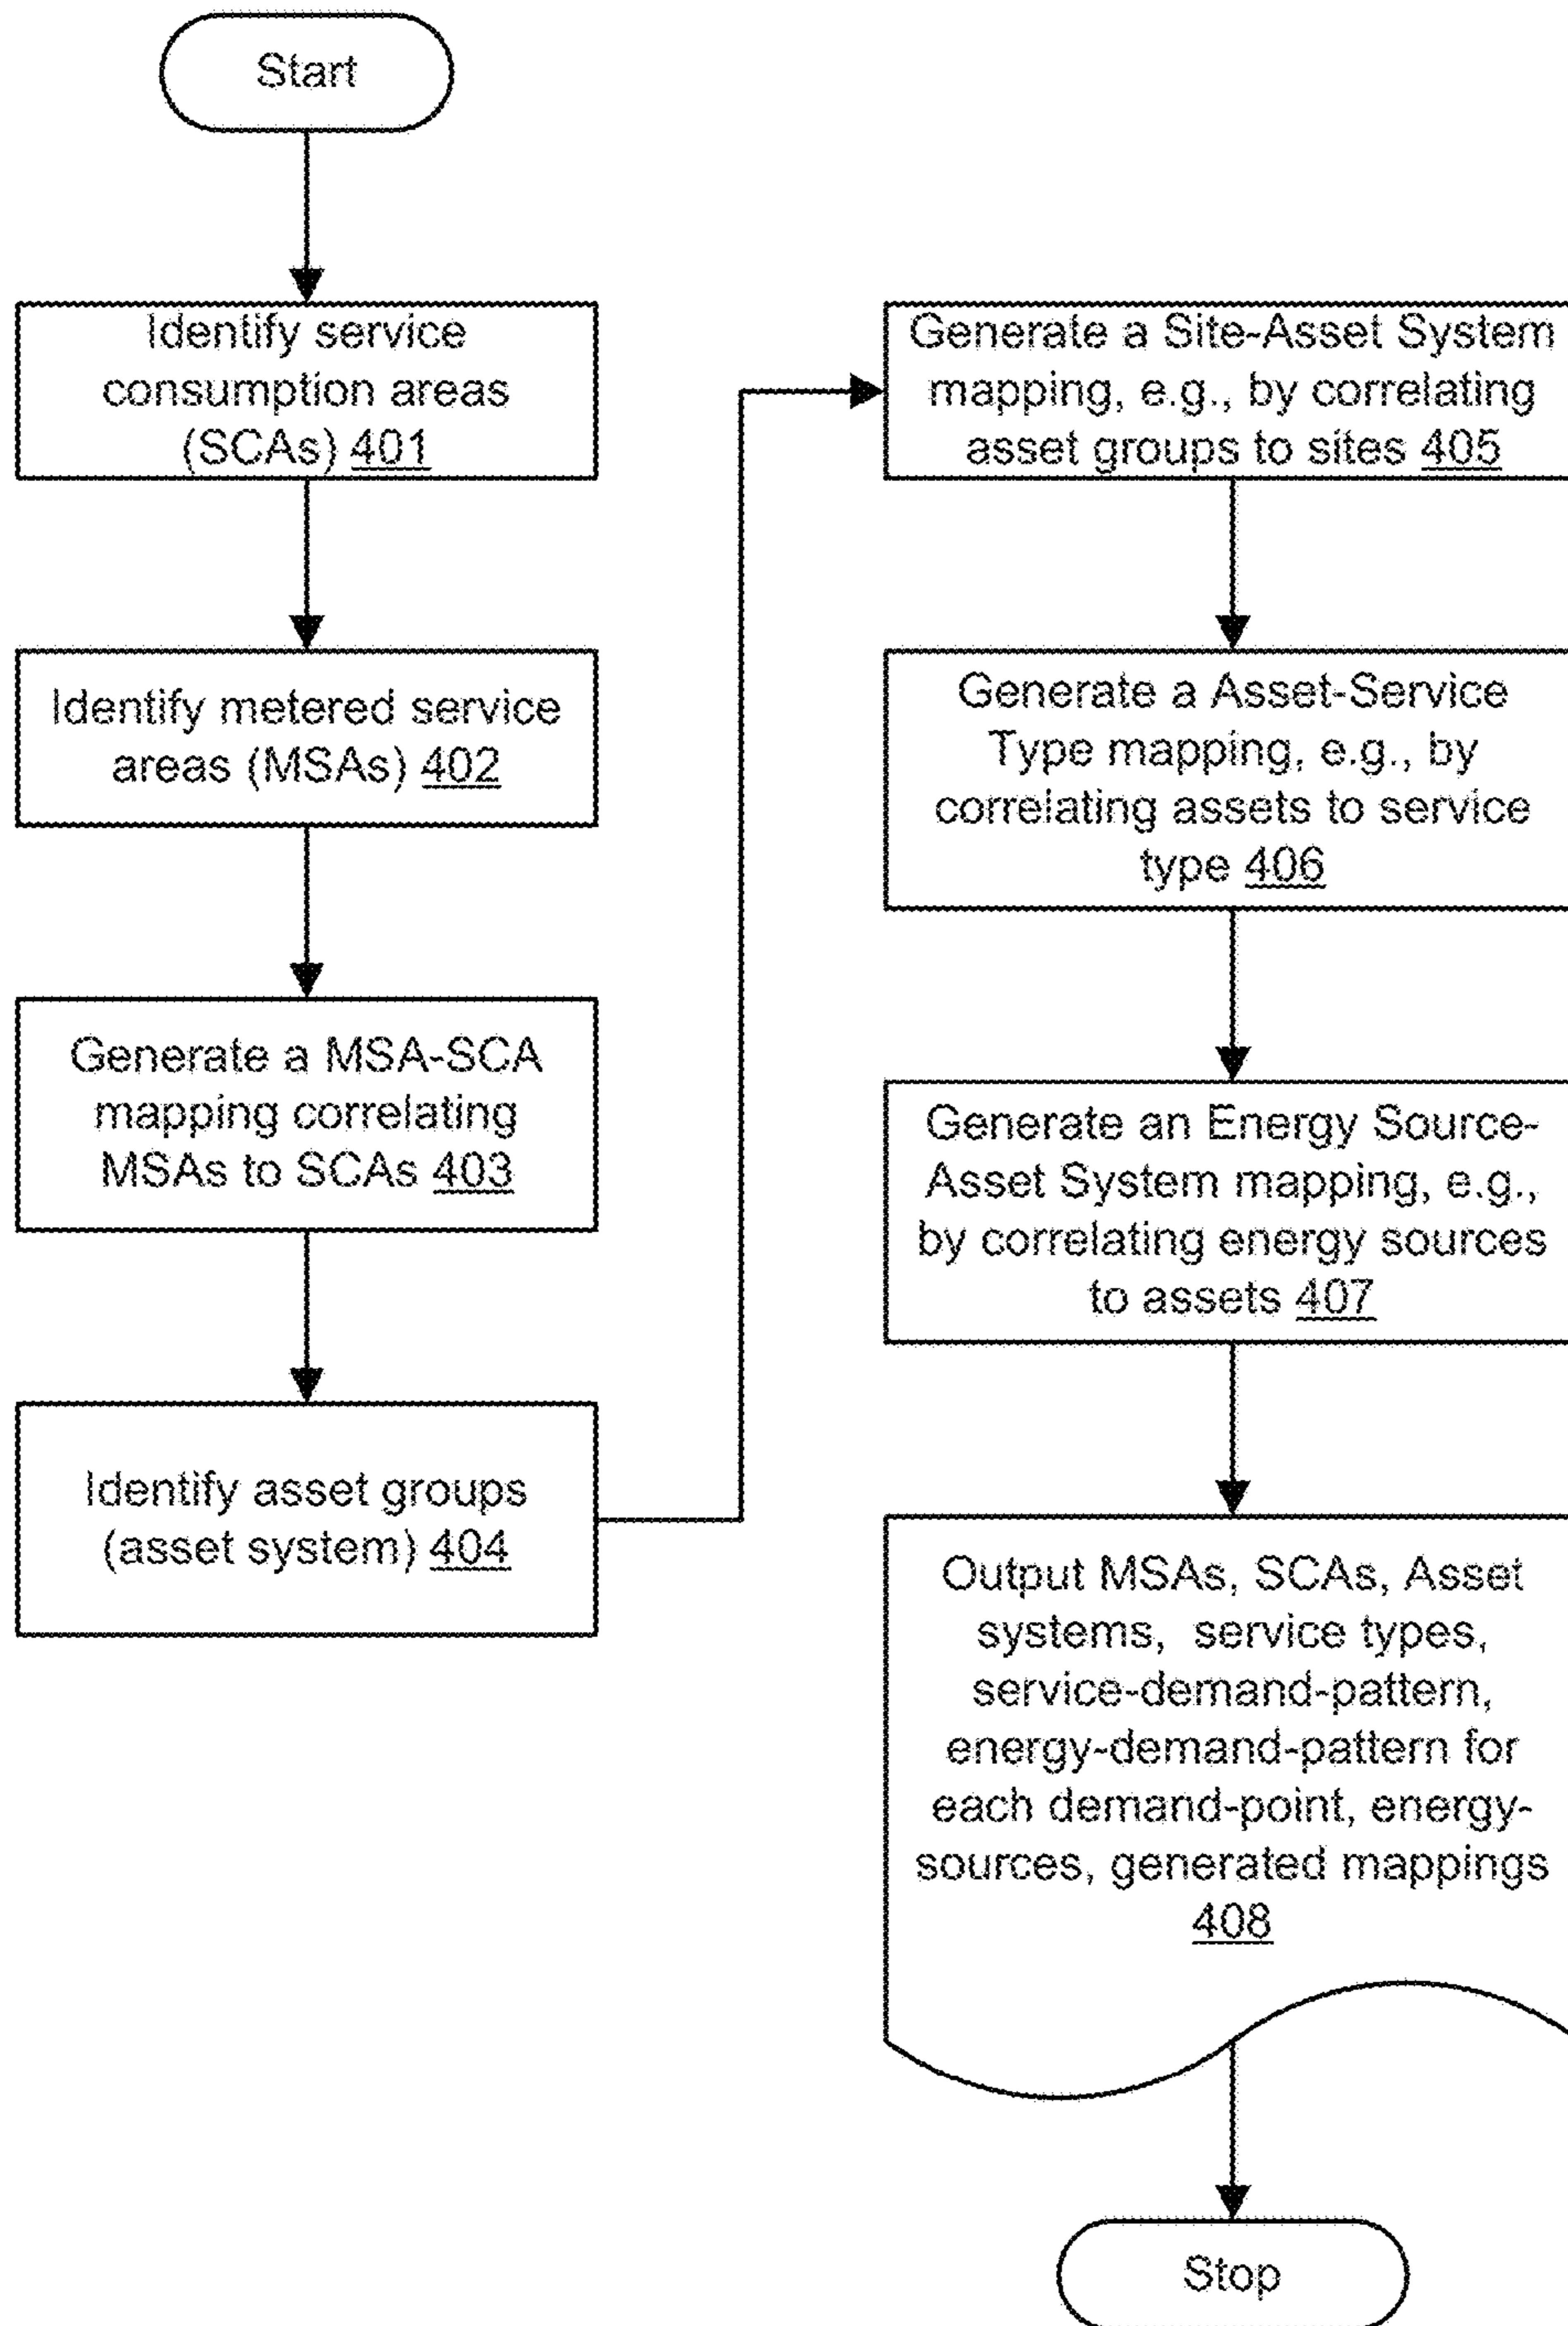 Start
Identify service
consumption areas
(SCAs) 401
Identify metered service
areas (MSAs) 402
Generate a MSA-SCA
mapping correlating
MSAs to SCAs 403
Identify asset groups
(asset system) 404
Generate a Site-Asset System
mapping, e.g., by correlating
asset groups to sites 405
Generate a Asset-Service
Type mapping, e.g., by
correlating assets to service
type 406
Generate an Energy Source-
Asset System mapping, e.g.,
by correlating energy sources
to assets 407
Output MSAs, SCAs, Asset
systems, service types,
service-demand-pattern,
energy-demand-pattern for
each demand-point, energy-
sources, generated mappings
408
Stop